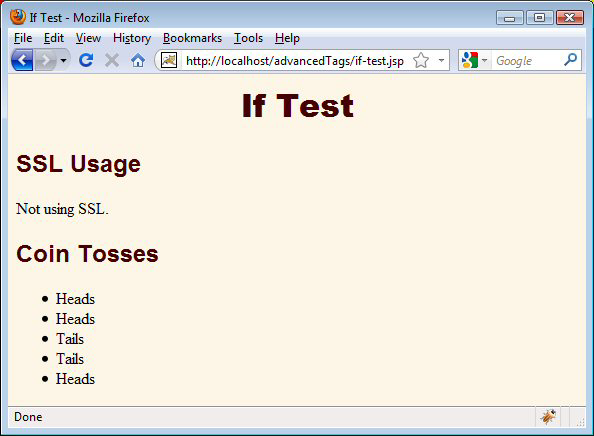 If Test - Mozilla Firefox
File Edit View History Bookmarks Tools Help
http://localhost/advancedTags/if-test.jsp Google
If Test
SSL Usage
Not using SSL.
Coin Tosses
Heads
Heads
Tails
Tails
Heads
Done